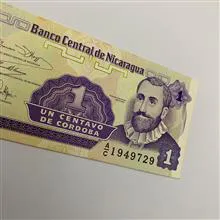 Banco Central de Nicaragua
1
UN CENTAVO
DE CORDOBA
A/C 1949729
1